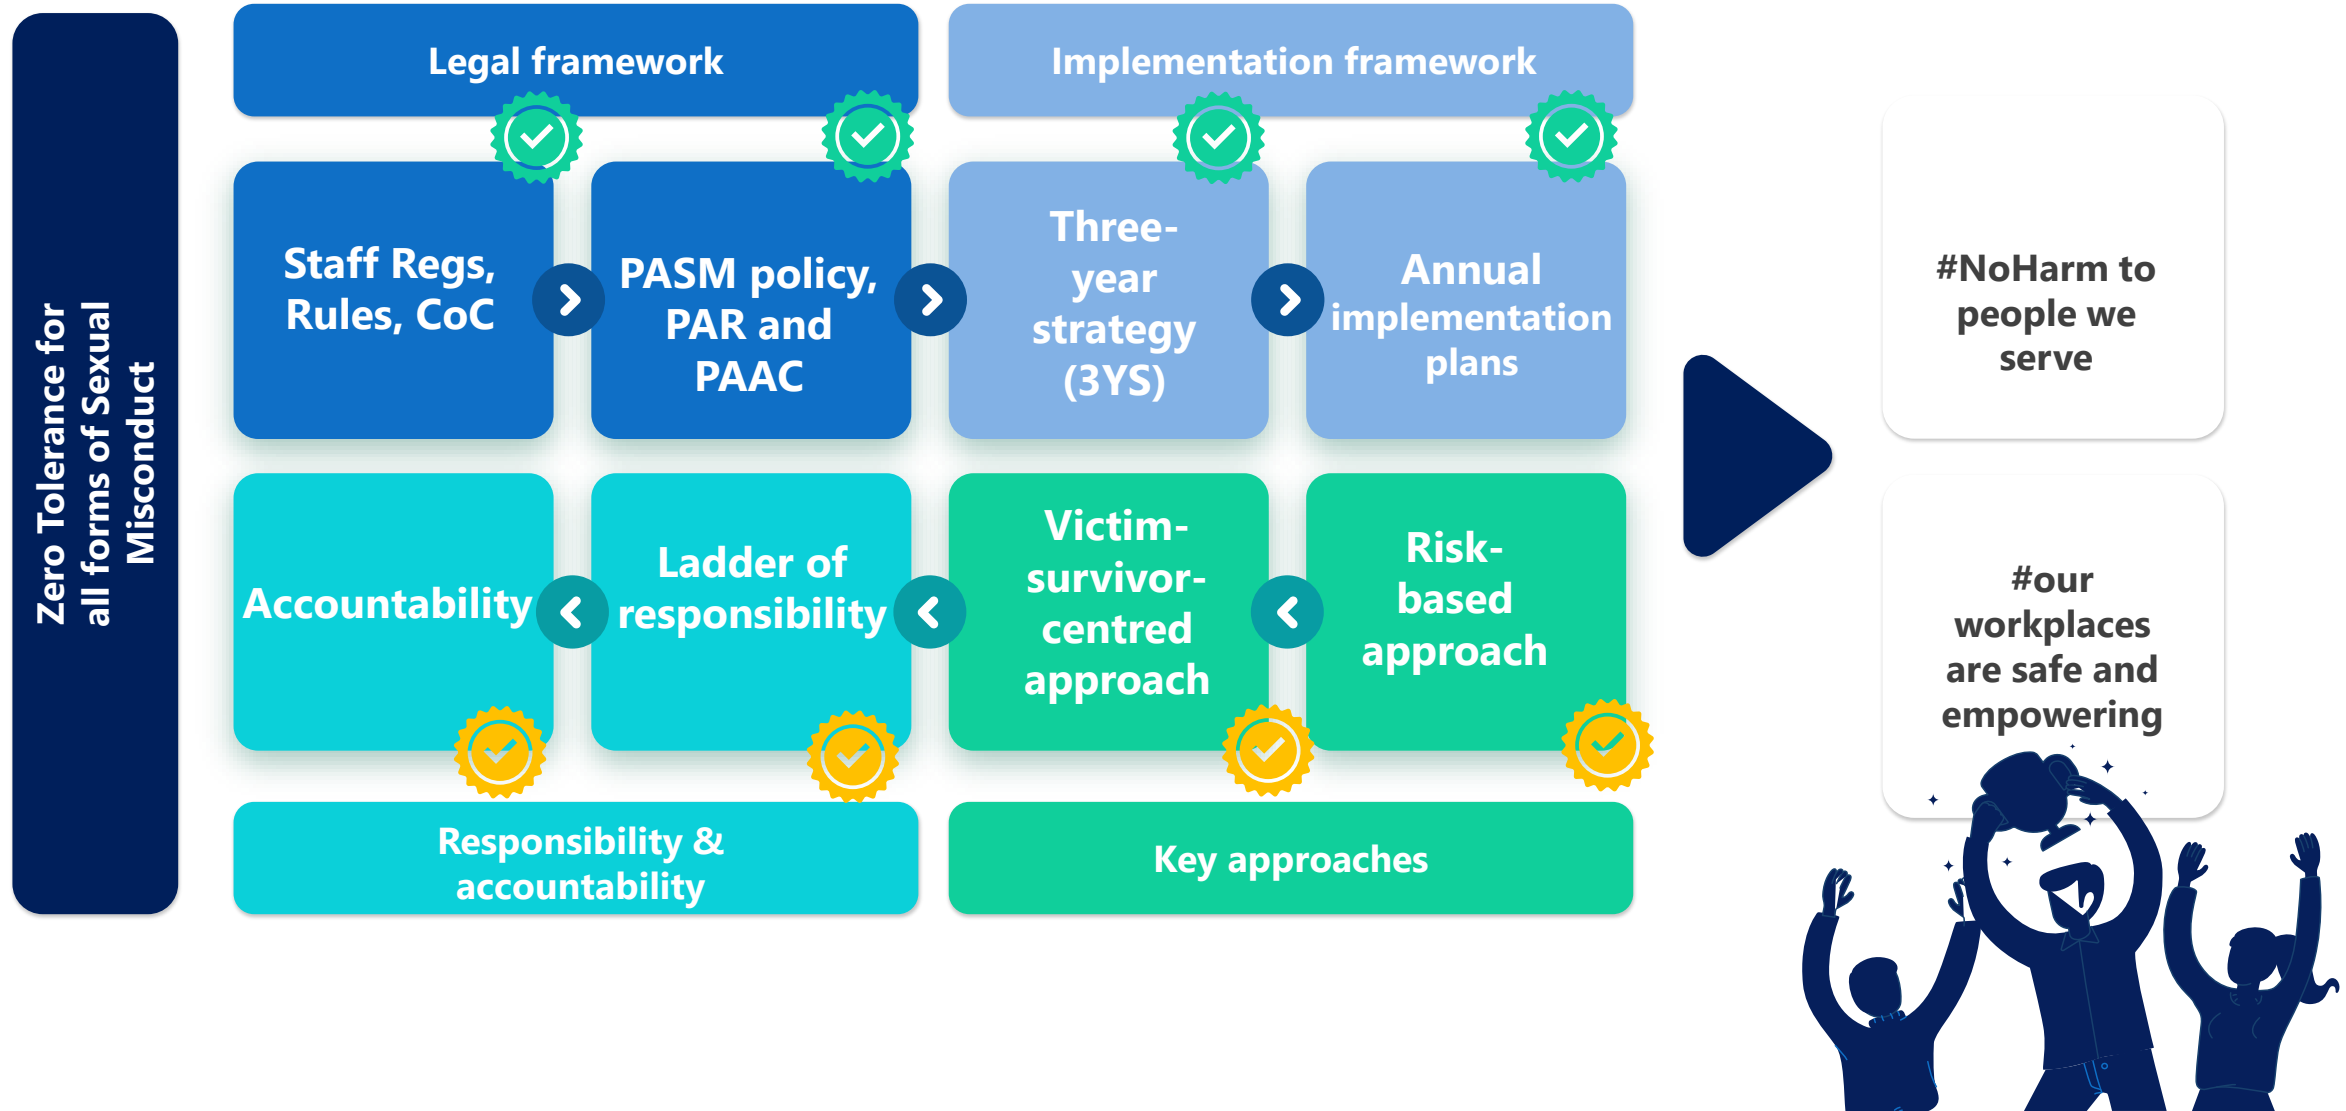 Zero Tolerance for
all forms of Sexual
Misconduct
Legal framework
Implementation framework
Staff Regs,
Rules, CoC
PASM policy,
PAR and
PAAC
Three-
year
strategy
(3YS)
Annual
implementation
plans
Accountability
Ladder of
responsibility
Victim-
survivor-
centred
approach
Risk-
based
approach
Responsibility &
accountability
Key approaches
#NoHarm to
people we
serve
#our
workplaces
are safe and
empowering